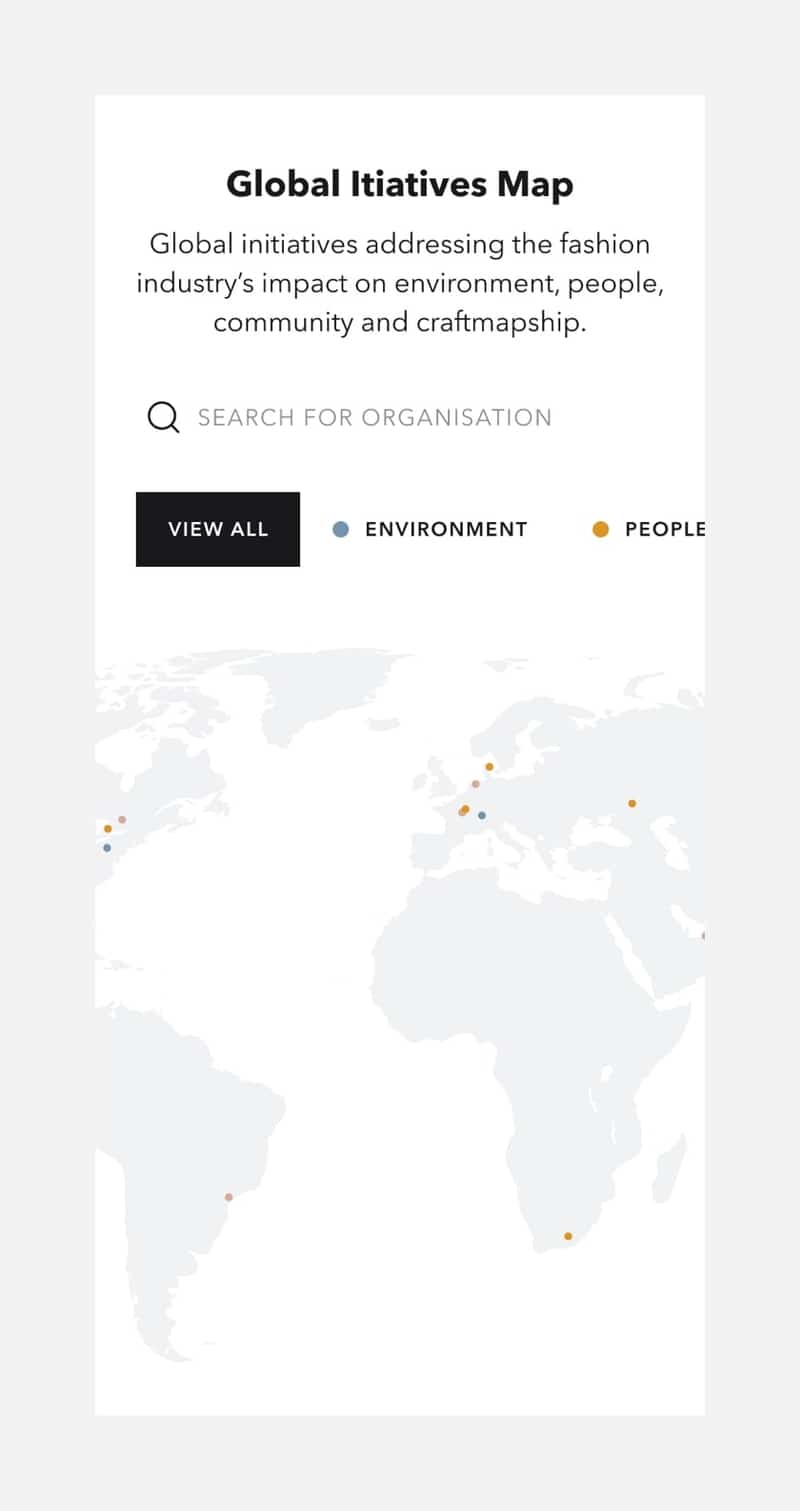 Global Itiatives Map
Global initiatives addressing the fashion
industry’s impact on environment, people,
community and craftmapship.
SEARCH FOR ORGANISATION
VIEW ALL
ENVIRONMENT
PEOPLE